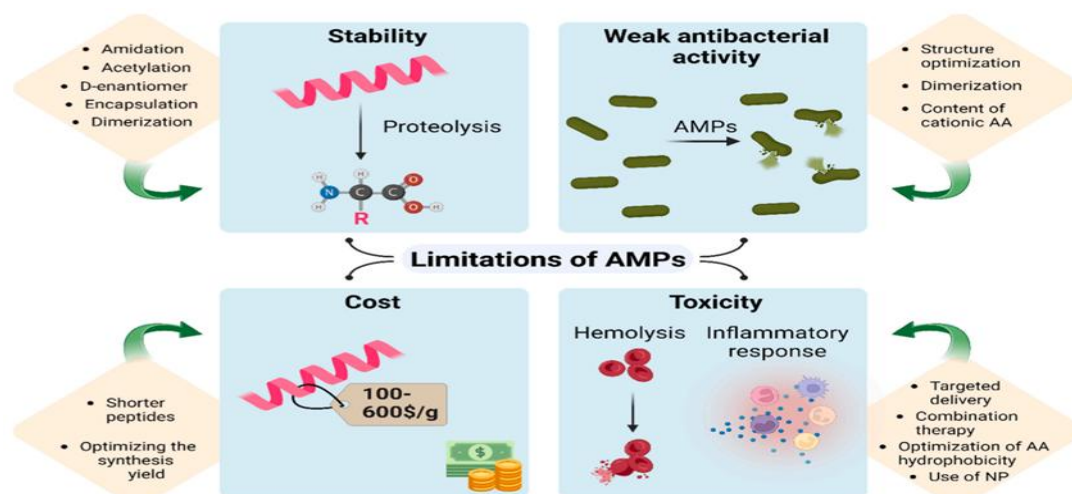 • Amidation
• Acetylation
• D-enantiomer
• Encapsulation
• Dimerization
Stability
Proteolysis
H
H
N
H
C
R
C
O
O
H
Weak antibacterial
activity
AMPs
• Structure
optimization
• Dimerization
• Content of
cationic AA
Limitations of AMPs
• Shorter
peptides
• Optimizing the
synthesis
yield
Cost
100-
600$/g
$
$
Toxicity
Hemolysis
Inflammatory
response
• Targeted
delivery
• Combination
therapy
• Optimization of AA
hydrophobicity
• Use of NP